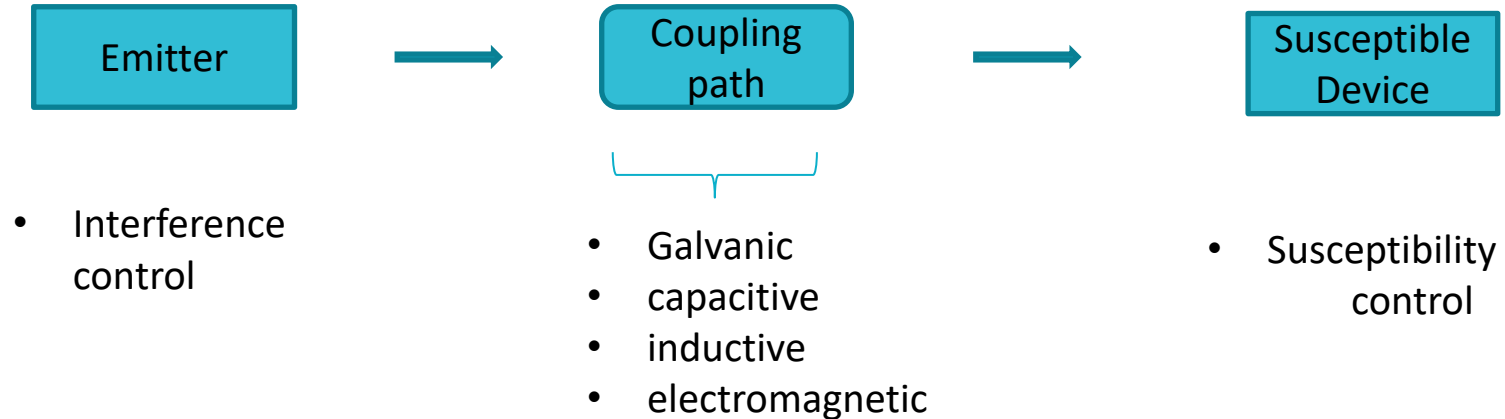 Emitter
Coupling
path
Susceptible
Device
• Interference
control
• Galvanic
• capacitive
• inductive
• electromagnetic
• Susceptibility
control